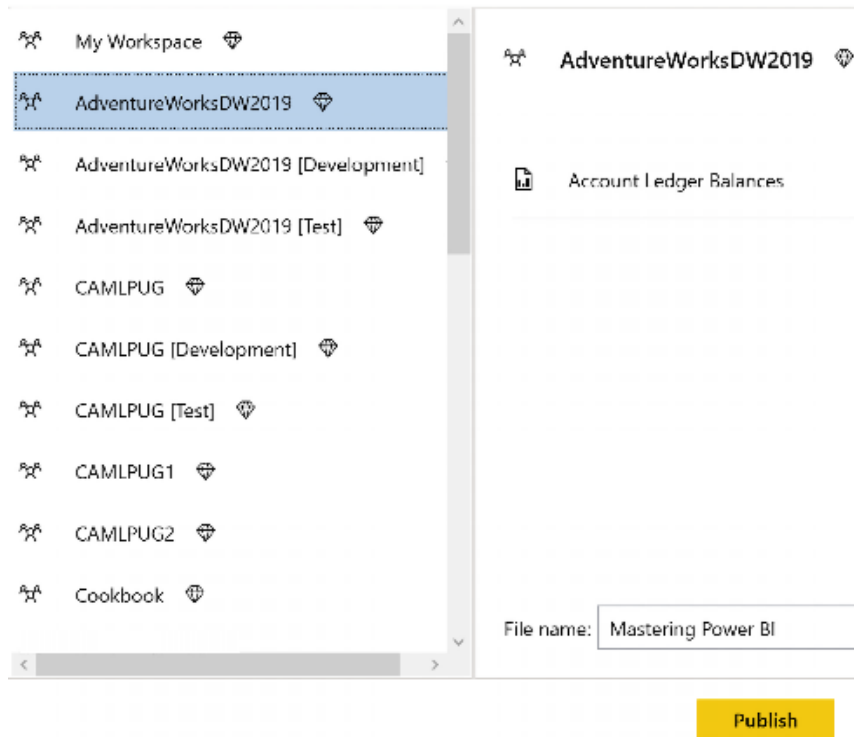 My Workspace
AdventureWorksDW2019
AdventureWorksDW2019 [Development]
AdventureWorksDW2019 [Test]
CAMLPUG
CAMLPUG [Development]
CAMLPUG [Test]
CAMLPUG1
CAMLPUG2
Cookbook
AdventureWorksDW2019
Account Ledger Balances
File name: Mastering Power BI
Publish